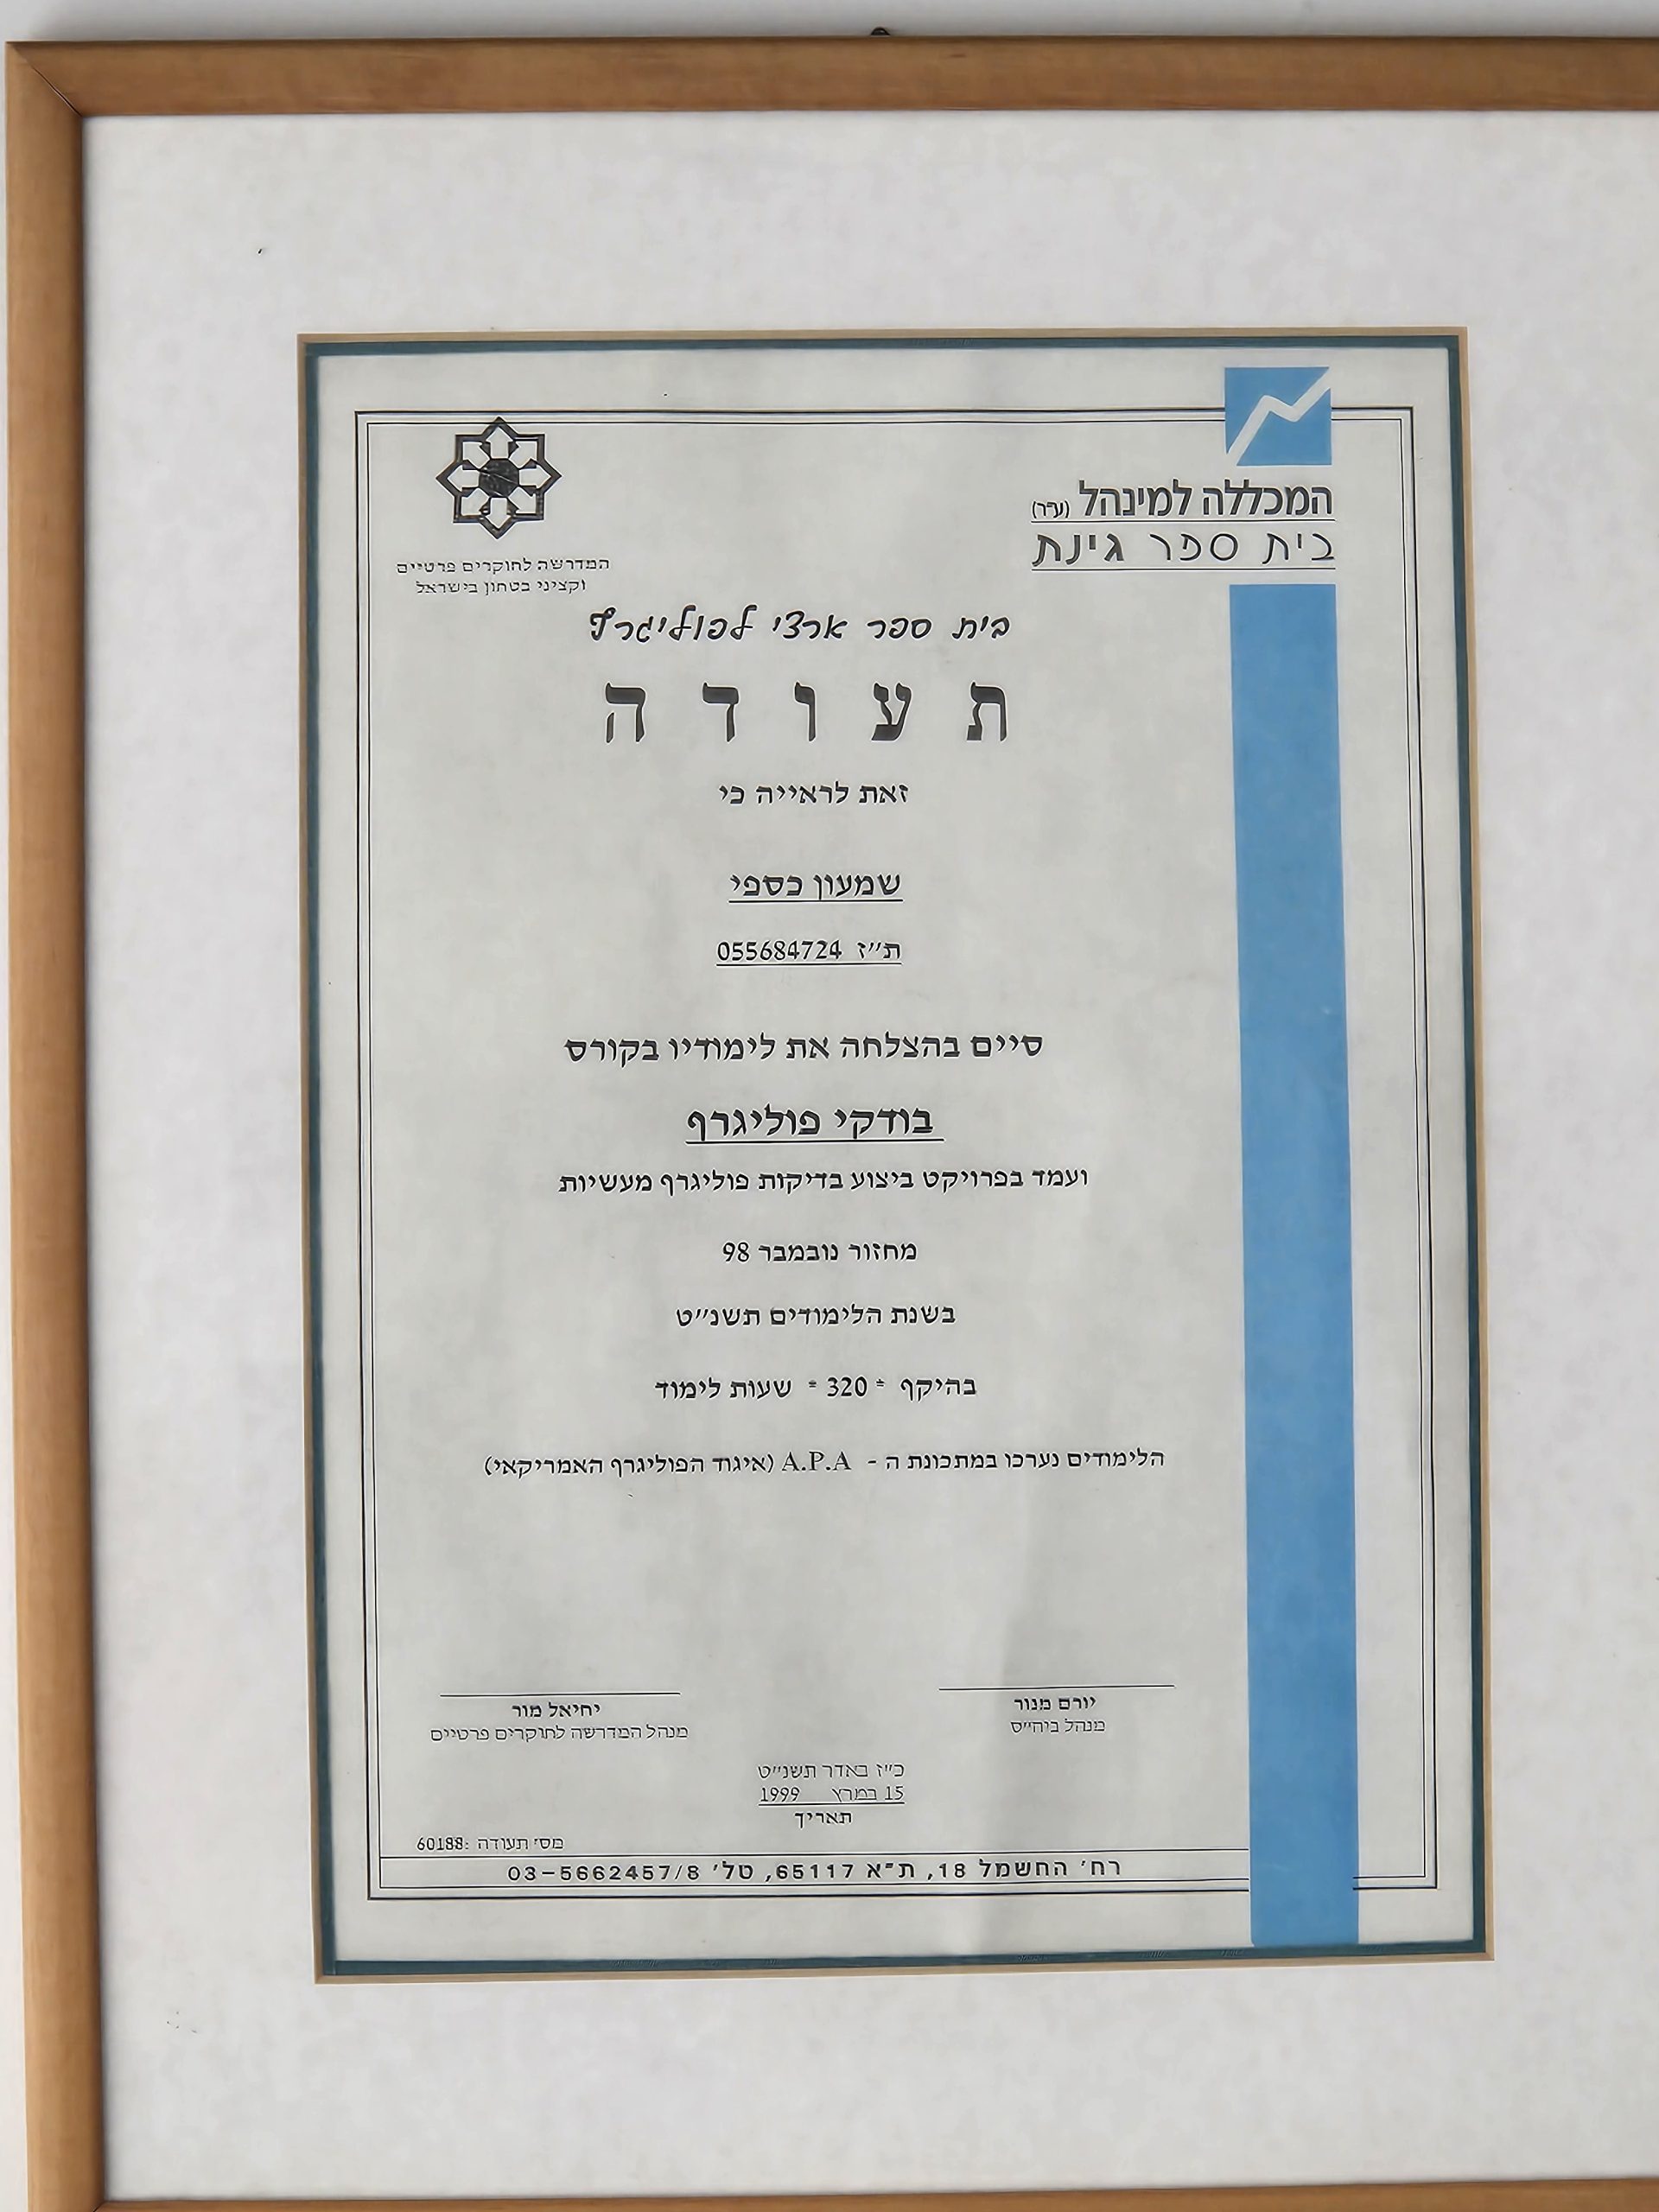 המכללה למינהל (ע״ר)
בית ספר גינת
המדרשה לחוקרים פרטיים
וקציני בטחון בישראל
בית ספר ארצי לפוליגרף
תעודה
זאת לראייה כי
שמעון כספי
ת״ז 055684724
סיים בהצלחה את לימודיו בקורס
בודקי פוליגרף
ועמד בפרויקט ביצוע בדיקות פוליגרף מעשיות
מחזור נובמבר 98
בשנת הלימודים תשנ״ט
בהיקף = 320 = שעות לימוד
הלימודים נערכו במתכונת ה - A.P.A (איגוד הפוליגרף האמריקאי)
יורם מנור
מנהל ביה״ס
יחיאל מור
מנהל המדרשה לחוקרים פרטיים
כ״ז באדר תשנ״ט
15 במרץ 1999
תאריך
מס׳ תעודה: 60188
רח׳ החשמל 18, ת״א 65117, טל׳ 03-5662457/8